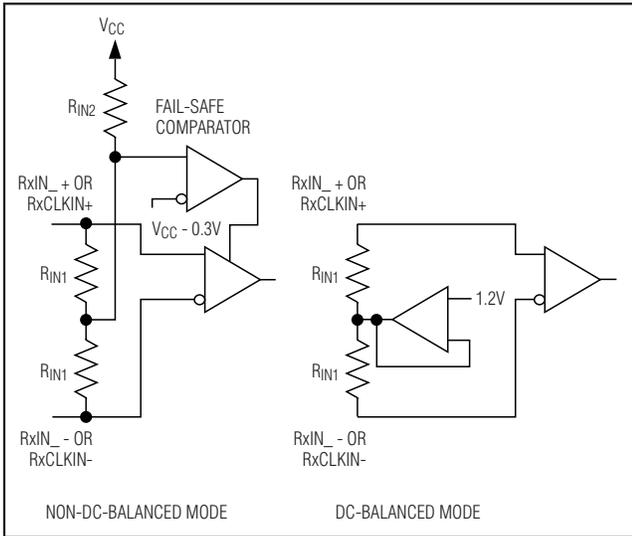 VCC
RIN2
FAIL-SAFE
COMPARATOR
RxIN_ + OR
RxCLKIN+
VCC - 0.3V
RIN1
RIN1
RxIN_ - OR
RxCLKIN-
NON-DC-BALANCED MODE
RxIN_ + OR
RxCLKIN+
RIN1
1.2V
RIN1
RxIN_ - OR
RxCLKIN-
DC-BALANCED MODE